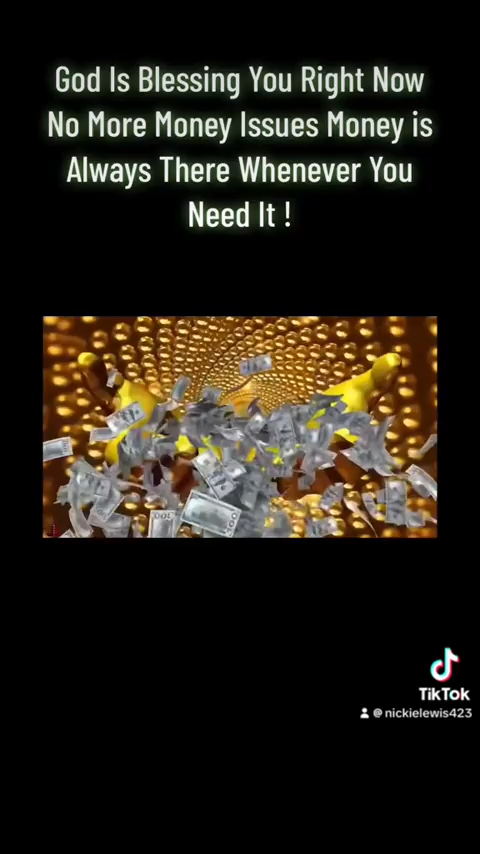 God Is Blessing You Right Now
No More Money Issues Money is
Always There Whenever You
Need It !
TikTok
@nickielewis423